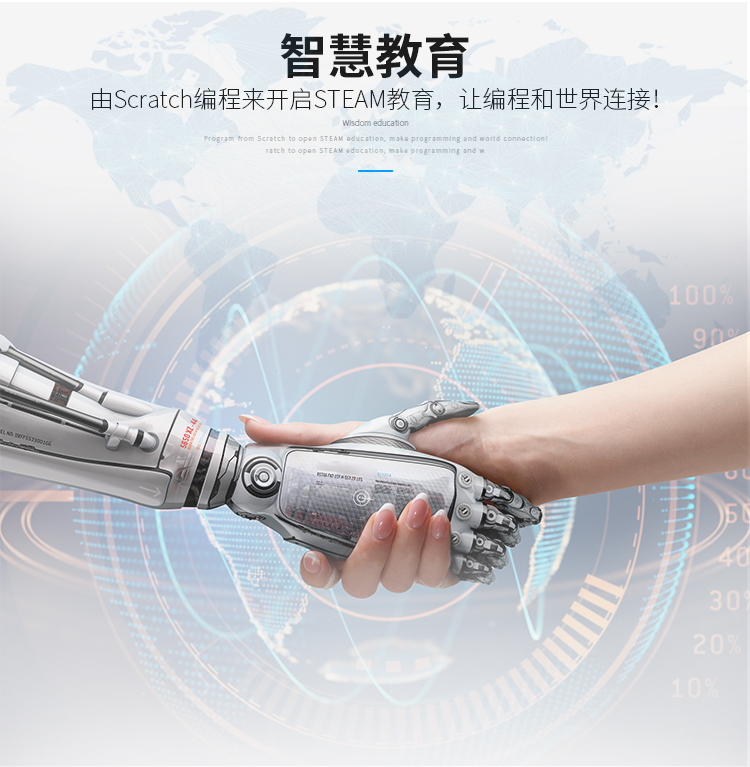 智慧教育
由Scratch编程来开启STEAM教育，让编程和世界连接！
Wisdom education
Program from Scratch to open STEAM education, make programming and world connection!
ratch to open STEAM education, make programming and w
100%
90%
50
40
30%
20%
10%